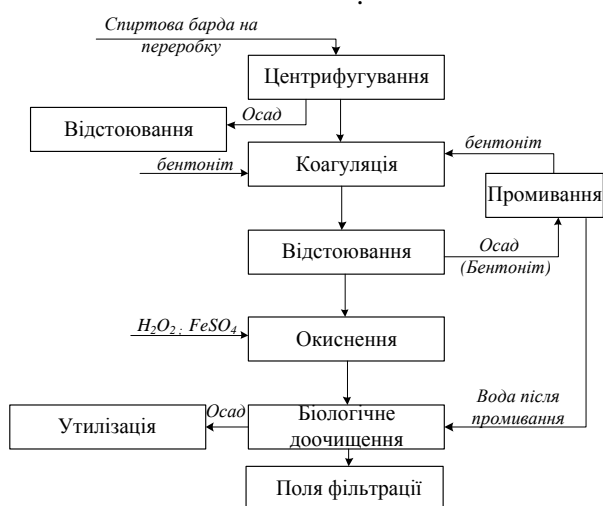 Спиртова барда на
переробку
Центрифугування
Осад
Відстоювання
бентоніт
Коагуляція
бентоніт
Промивання
Відстоювання
Осад
(Бентоніт)
H₂O₂ ; FeSO₄
Окиснення
Вода після
промивання
Осад
Утилізація
Біологічне
доочищення
Поля фільтрації